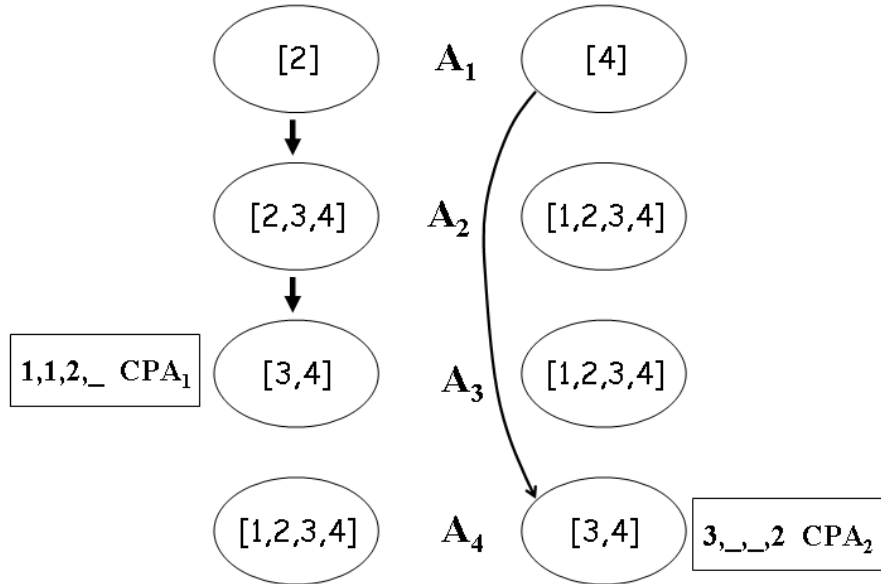 [2] A₁ [4]
[2,3,4] A₂ [1,2,3,4]
1,1,2,_ CPA₁ [3,4] A₃ [1,2,3,4]
[1,2,3,4] A₄ [3,4] 3,_,_,2 CPA₂